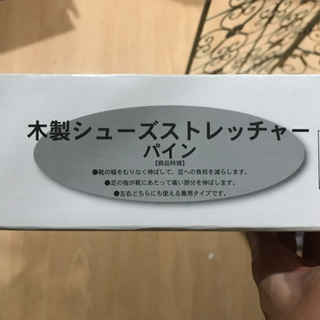 木製シューズストレッチャー
パイン
【商品特徴】
●靴の幅をむりなく伸ばして、足への負担を減らします。
●足の指が靴にあたって痛い部分を伸ばします。
●左右どちらにも使える兼用タイプです。